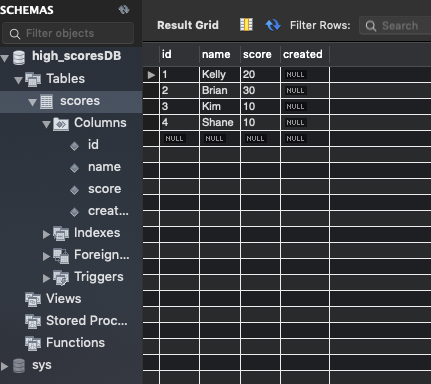 SCHEMAS
Filter objects
high_scoresDB
Tables
scores
Columns
id
name
score
creat...
Indexes
Foreign...
Triggers
Views
Stored Proc...
Functions
sys
Result Grid Filter Rows: Search
id name score created
1 Kelly 20 NULL
2 Brian 30 NULL
3 Kim 10 NULL
4 Shane 10 NULL
NULL NULL NULL NULL